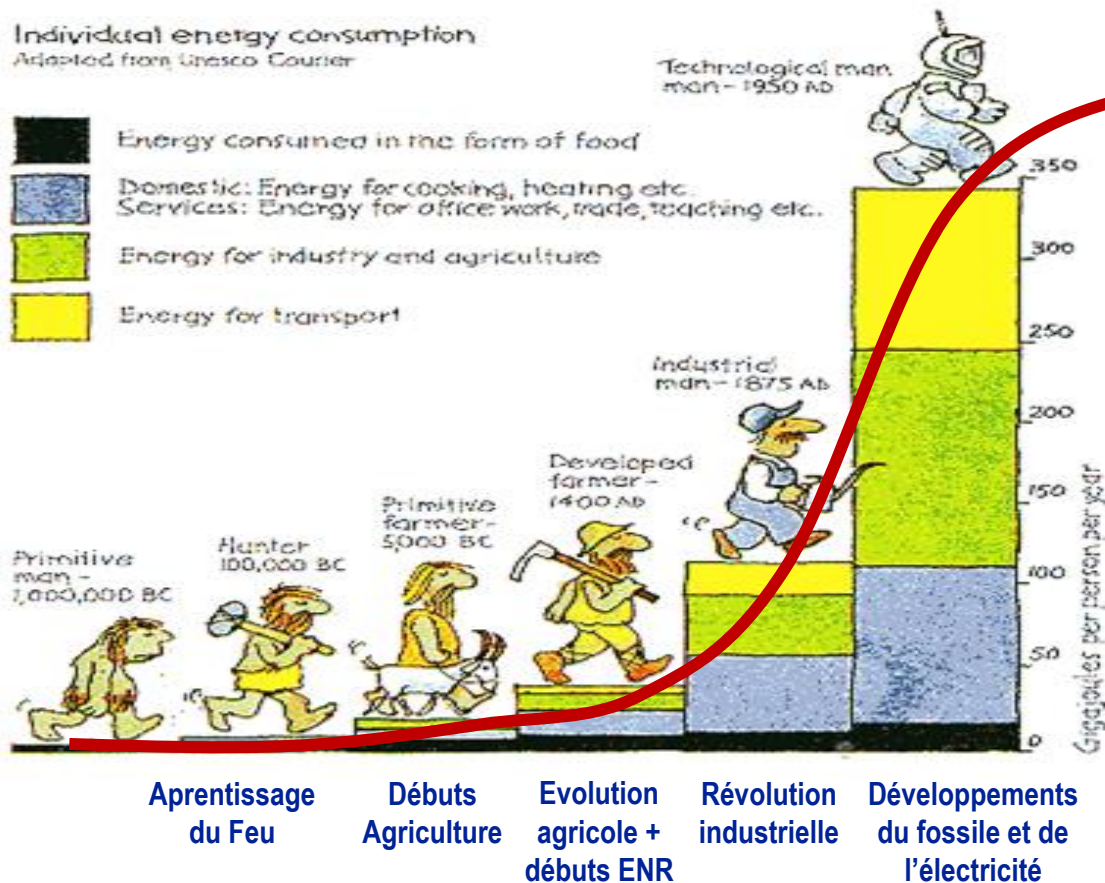 Individual energy consumption
Adapted from Unesco Courier
Energy consumed in the form of food
Domestic: Energy for cooking, heating etc.
Services: Energy for office work, trade, teaching etc.
Energy for industry and agriculture
Energy for transport
Technological man
man - 1950 AD
Industrial
man - 1875 AD
Developed
farmer -
1400 AD
Primitive
farmer-
5,000 BC
Hunter
100,000 BC
Primitive
man -
1,000,000 BC
350
300
250
200
150
100
50
0
Gigajoules per person per year
Aprentissage
du Feu
Débuts
Agriculture
Evolution
agricole +
débuts ENR
Révolution
industrielle
Développements
du fossile et de
l'électricité